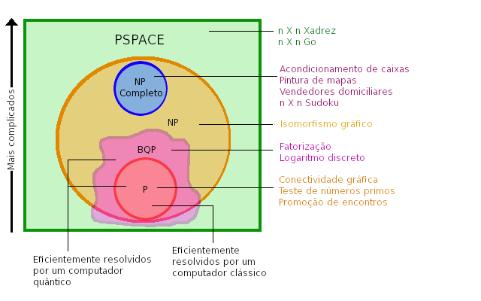 PSPACE
n X n Xadrez
n X n Go
NP
Completo
Acondicionamento de caixas
Pintura de mapas
Vendedores domiciliares
n X n Sudoku
Mais complicados
NP
Isomorfismo gráfico
BQP
Fatorização
Logaritmo discreto
P
Conectividade gráfica
Teste de números primos
Promoção de encontros
Eficientemente resolvidos
por um computador
quântico
Eficientemente
resolvidos por um
computador clássico